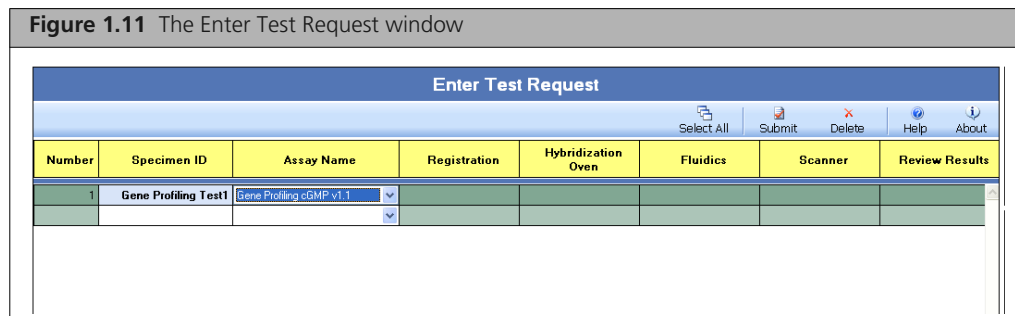 Figure 1.11 The Enter Test Request window
Enter Test Request
Select All Submit Delete Help About
Number Specimen ID Assay Name Registration Hybridization Oven Fluidics Scanner Review Results
1 Gene Profiling Test1 Gene Profiling cGMP v1.1